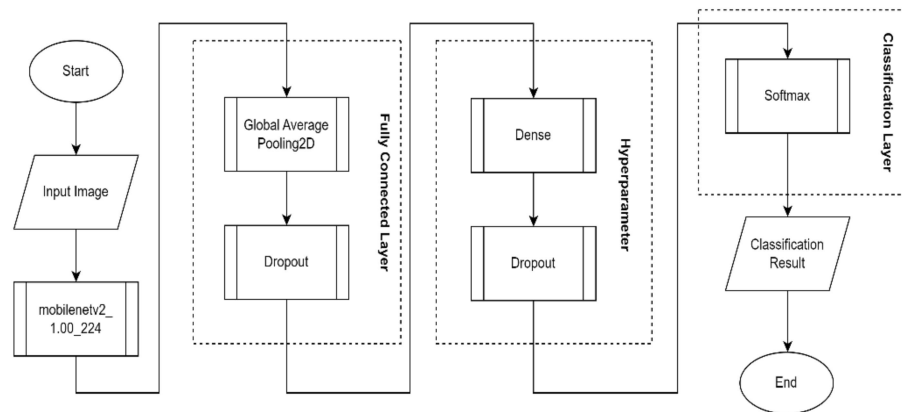 Start
Input Image
mobilenetv2_
1.00_224
Global Average
Pooling2D
Dropout
Fully Connected Layer
Dense
Dropout
Hyperparameter
Softmax
Classification Layer
Classification
Result
End